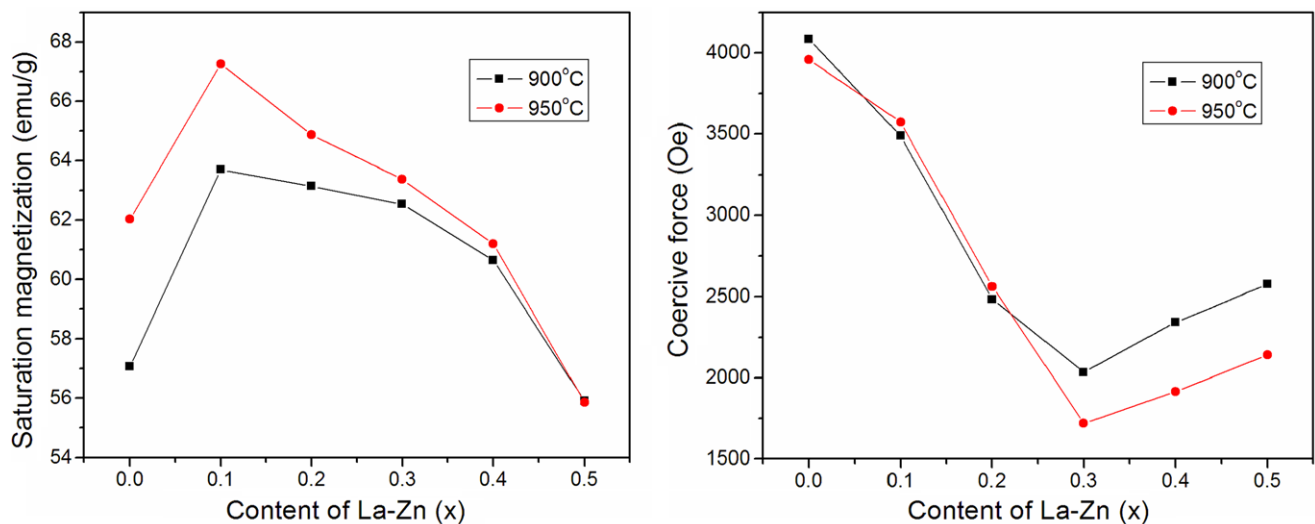 Saturation magnetization (emu/g)
68
66
64
62
60
58
56
54
900°C
950°C
0.0 0.1 0.2 0.3 0.4 0.5
Content of La-Zn (x)
Coercive force (Oe)
4000
3500
3000
2500
2000
1500
900°C
950°C
0.0 0.1 0.2 0.3 0.4 0.5
Content of La-Zn (x)